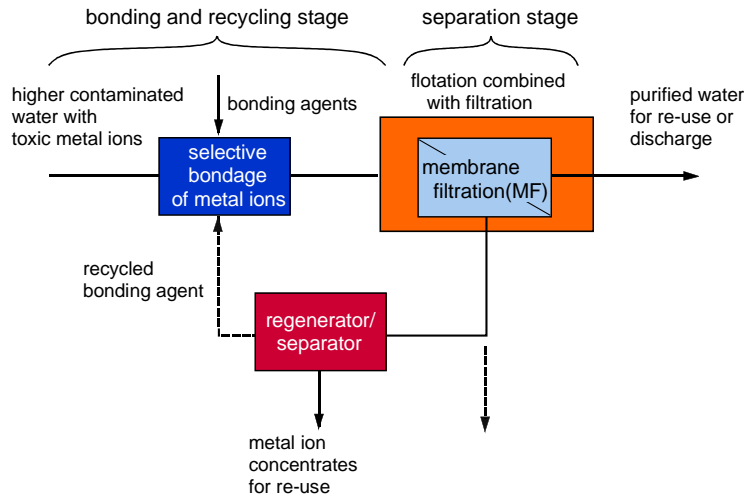 bonding and recycling stage
separation stage
higher contaminated
water with
toxic metal ions
bonding agents
flotation combined
with filtration
purified water
for re-use or
discharge
selective
bondage
of metal ions
membrane
filtration(MF)
recycled
bonding agent
regenerator/
separator
metal ion
concentrates
for re-use